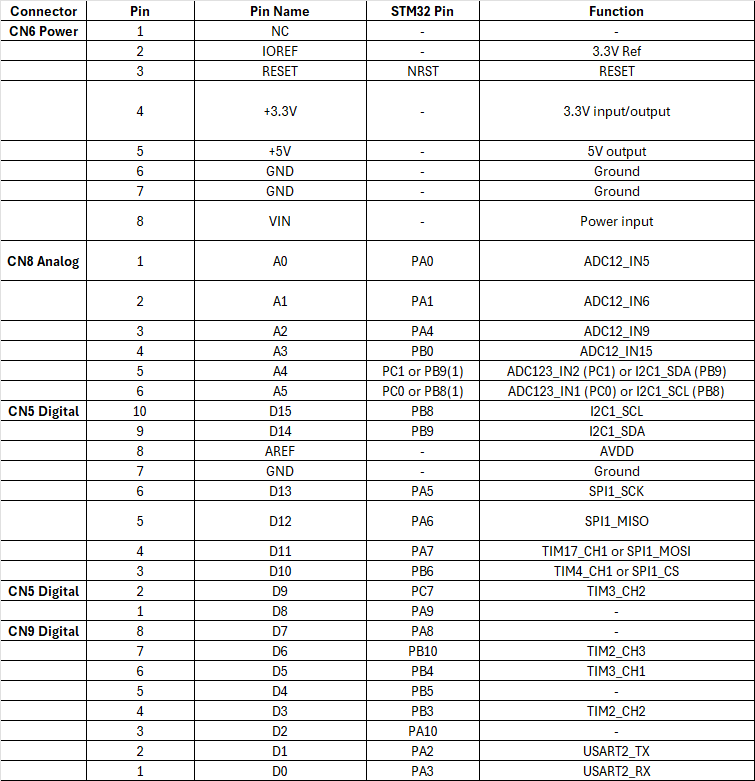 Connector Pin Pin Name STM32 Pin Function
CN6 Power 1 NC - -
2 IOREF - 3.3V Ref
3 RESET NRST RESET
4 +3.3V - 3.3V input/output
5 +5V - 5V output
6 GND - Ground
7 GND - Ground
8 VIN - Power input
CN8 Analog 1 A0 PA0 ADC12_IN5
2 A1 PA1 ADC12_IN6
3 A2 PA4 ADC12_IN9
4 A3 PB0 ADC12_IN15
5 A4 PC1 or PB9(1) ADC123_IN2 (PC1) or I2C1_SDA (PB9)
6 A5 PC0 or PB8(1) ADC123_IN1 (PC0) or I2C1_SCL (PB8)
CN5 Digital 10 D15 PB8 I2C1_SCL
9 D14 PB9 I2C1_SDA
8 AREF - AVDD
7 GND - Ground
6 D13 PA5 SPI1_SCK
5 D12 PA6 SPI1_MISO
4 D11 PA7 TIM17_CH1 or SPI1_MOSI
3 D10 PB6 TIM4_CH1 or SPI1_CS
CN5 Digital 2 D9 PC7 TIM3_CH2
1 D8 PA9 -
CN9 Digital 8 D7 PA8 -
7 D6 PB10 TIM2_CH3
6 D5 PB4 TIM3_CH1
5 D4 PB5 -
4 D3 PB3 TIM2_CH2
3 D2 PA10 -
2 D1 PA2 USART2_TX
1 D0 PA3 USART2_RX